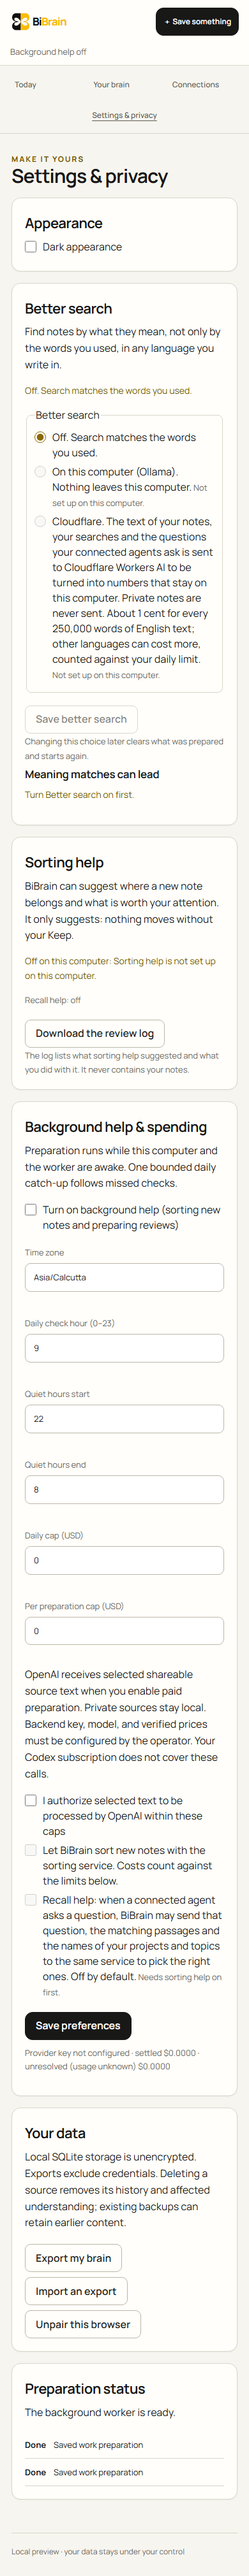 BiBrain
+ Save something
Background help off
Today
Your brain
Connections
Settings & privacy
MAKE IT YOURS
Settings & privacy
Appearance
Dark appearance
Better search
Find notes by what they mean, not only by
the words you used, in any language you
write in.
Off. Search matches the words you used.
Better search
Off. Search matches the words
you used.
On this computer (Ollama).
Nothing leaves this computer. Not
set up on this computer.
Cloudflare. The text of your notes,
your searches and the questions
your connected agents ask is sent
to Cloudflare Workers AI to be
turned into numbers that stay on
this computer. Private notes are
never sent. About 1 cent for every
250,000 words of English text;
other languages can cost more,
counted against your daily limit.
Not set up on this computer.
Save better search
Changing this choice later clears what was prepared
and starts again.
Meaning matches can lead
Turn Better search on first.
Sorting help
BiBrain can suggest where a new note
belongs and what is worth your attention.
It only suggests: nothing moves without
your Keep.
Off on this computer: Sorting help is not set up
on this computer.
Recall help: off
Download the review log
The log lists what sorting help suggested and what
you did with it. It never contains your notes.
Background help & spending
Preparation runs while this computer and
the worker are awake. One bounded daily
catch-up follows missed checks.
Turn on background help (sorting new
notes and preparing reviews)
Time zone
Asia/Calcutta
Daily check hour (0–23)
9
Quiet hours start
22
Quiet hours end
8
Daily cap (USD)
0
Per preparation cap (USD)
0
OpenAI receives selected shareable
source text when you enable paid
preparation. Private sources stay local.
Backend key, model, and verified prices
must be configured by the operator. Your
Codex subscription does not cover these
calls.
I authorize selected text to be
processed by OpenAI within these
caps
Let BiBrain sort new notes with the
sorting service. Costs count against
the limits below.
Recall help: when a connected agent
asks a question, BiBrain may send that
question, the matching passages and
the names of your projects and topics
to the same service to pick the right
ones. Off by default. Needs sorting help on
first.
Save preferences
Provider key not configured · settled $0.0000 ·
unresolved (usage unknown) $0.0000
Your data
Local SQLite storage is unencrypted.
Exports exclude credentials. Deleting a
source removes its history and affected
understanding; existing backups can
retain earlier content.
Export my brain
Import an export
Unpair this browser
Preparation status
The background worker is ready.
Done Saved work preparation
Done Saved work preparation
Local preview · your data stays under your control